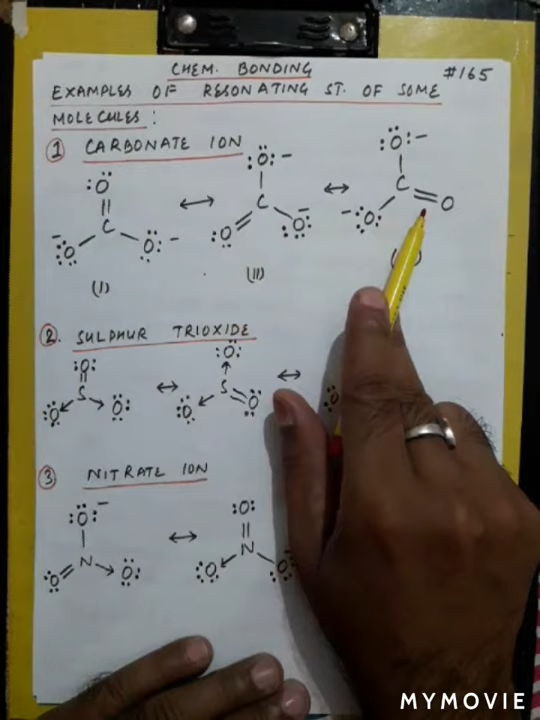 CHEM. BONDING
#165
EXAMPLES OF RESONATING ST. OF SOME
MOLECULES :
1 CARBONATE ION
:Ö :Ö:–
:Ö:–
C C C O
–:Ö: :Ö:– :Ö :Ö:– –:Ö:
(I) (II)
2. SULPHUR TRIOXIDE
:O: :O:
S S
:O: :O: :O: :O:
3 NITRATE ION
:O:– :O:
N N
:O :O: :O: :O
MYMOVIE